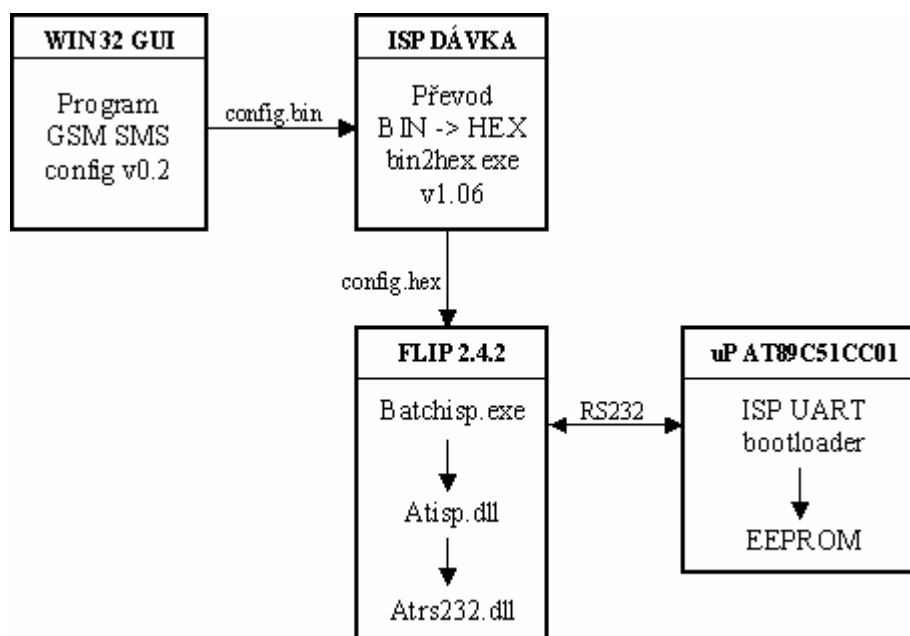 WIN32 GUI
Program
GSM SMS
config v0.2
config.bin
ISP DÁVKA
Převod
BIN -> HEX
bin2hex.exe
v1.06
config.hex
FLIP 2.4.2
Batchisp.exe
Atisp.dll
Atrs232.dll
RS232
uP AT89C51CC01
ISP UART
bootloader
EEPROM